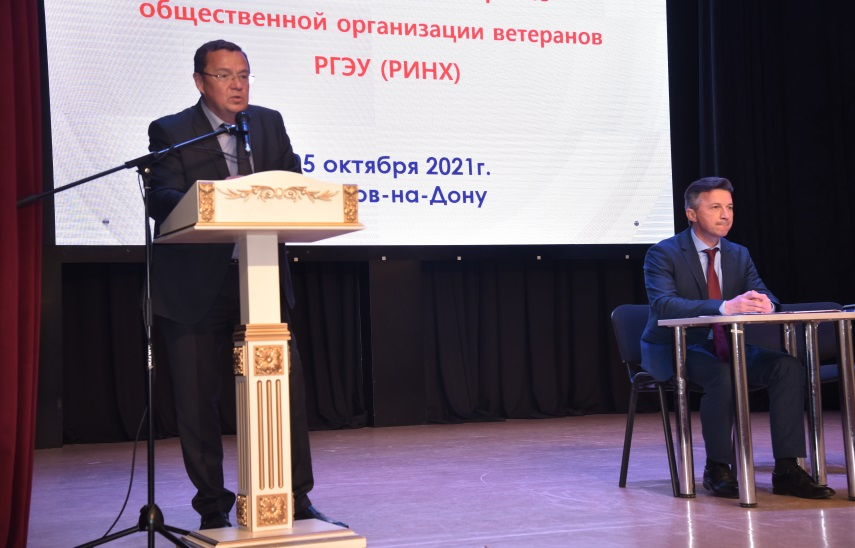 общественной организации ветеранов
РГЭУ (РИНХ)
5 октября 2021г.
ов-на-Дону